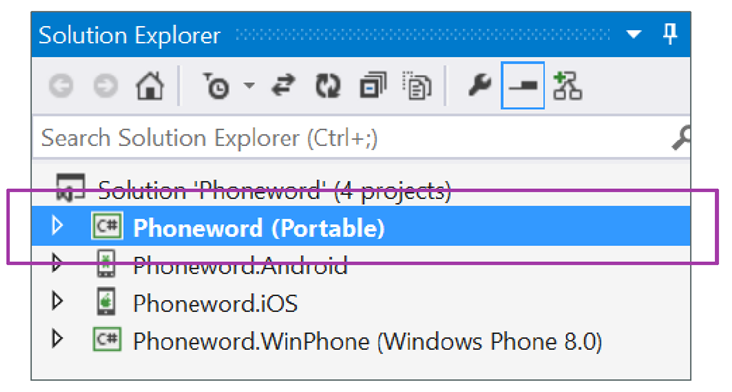 Solution Explorer
Search Solution Explorer (Ctrl+;)
Solution 'Phoneword' (4 projects)
C# Phoneword (Portable)
Phoneword.Android
Phoneword.iOS
C# Phoneword.WinPhone (Windows Phone 8.0)